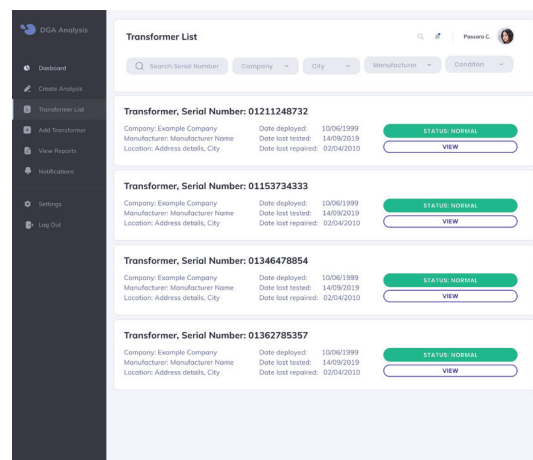 DGA Analysis
Dasboard
Create Analysis
Transformer List
Add Transformer
View Reports
Notifications
Settings
Log Out
Transformer List
Passara C.
Search Serial Number
Company
City
Manufacturer
Conditon
Transformer, Serial Number: 01211248732
Company: Example Company Date deployed: 10/06/1999
Manufacturer: Manufacturer Name Date last tested: 14/09/2019
Location: Address details, City Date last repaired: 02/04/2010
STATUS: NORMAL
VIEW
Transformer, Serial Number: 01153734333
Company: Example Company Date deployed: 10/06/1999
Manufacturer: Manufacturer Name Date last tested: 14/09/2019
Location: Address details, City Date last repaired: 02/04/2010
STATUS: NORMAL
VIEW
Transformer, Serial Number: 01346478854
Company: Example Company Date deployed: 10/06/1999
Manufacturer: Manufacturer Name Date last tested: 14/09/2019
Location: Address details, City Date last repaired: 02/04/2010
STATUS: NORMAL
VIEW
Transformer, Serial Number: 01362785357
Company: Example Company Date deployed: 10/06/1999
Manufacturer: Manufacturer Name Date last tested: 14/09/2019
Location: Address details, City Date last repaired: 02/04/2010
STATUS: NORMAL
VIEW